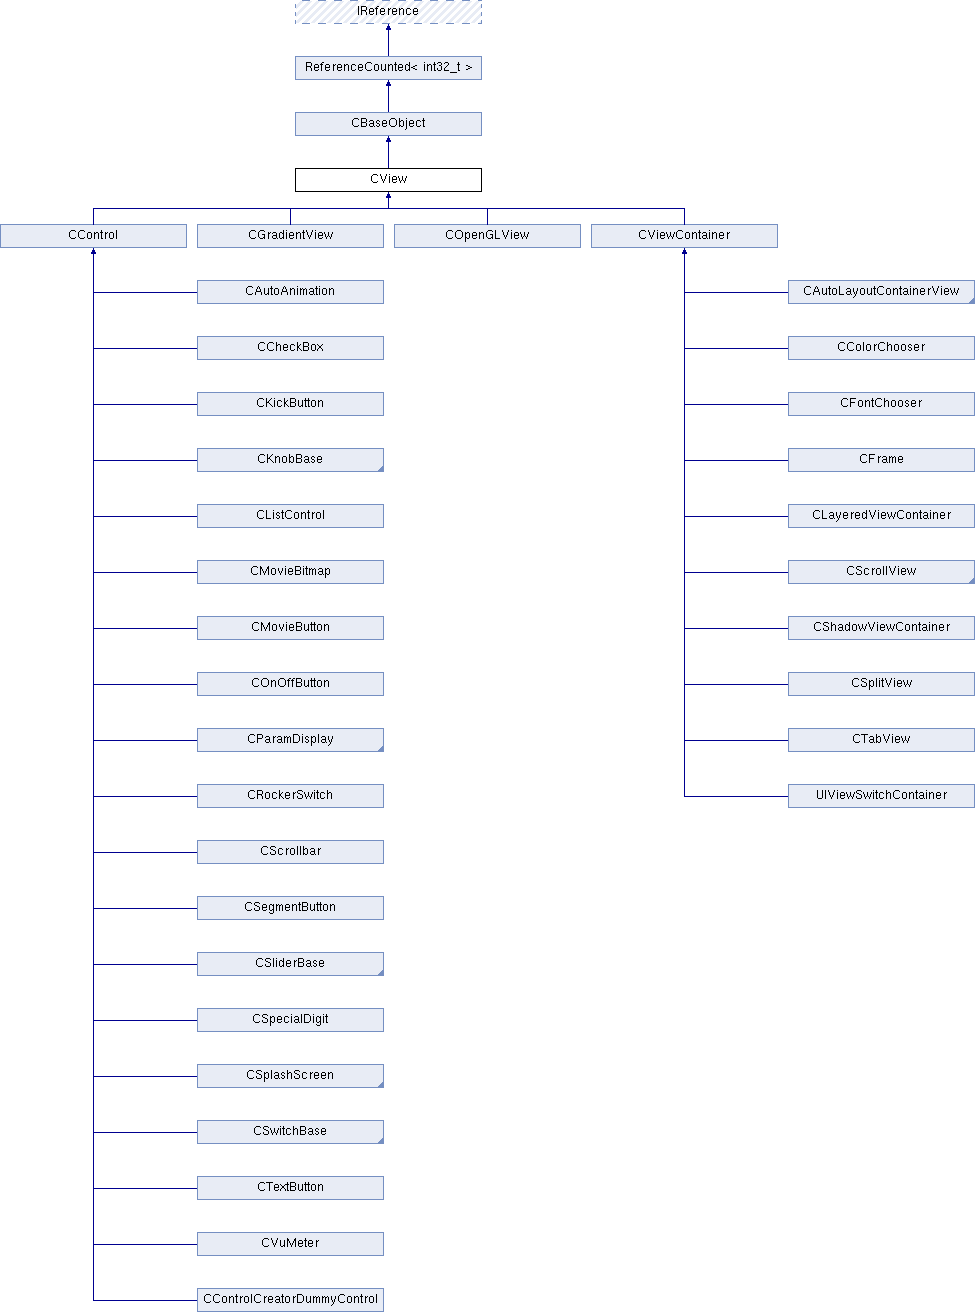 IReference
ReferenceCounted< int32_t >
CBaseObject
CView
CControl
CGradientView
COpenGLView
CViewContainer
CAutoAnimation
CAutoLayoutContainerView
CCheckBox
CColorChooser
CKickButton
CFontChooser
CKnobBase
CFrame
CListControl
CLayeredViewContainer
CMovieBitmap
CScrollView
CMovieButton
CShadowViewContainer
COnOffButton
CSplitView
CParamDisplay
CTabView
CRockerSwitch
UIViewSwitchContainer
CScrollbar
CSegmentButton
CSliderBase
CSpecialDigit
CSplashScreen
CSwitchBase
CTextButton
CVuMeter
CControlCreatorDummyControl